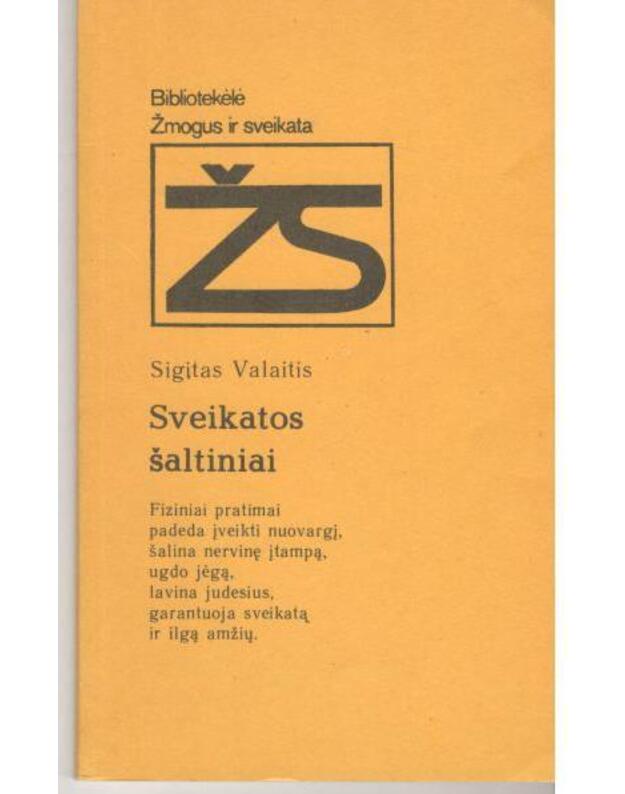 Bibliotekėlė
Žmogus ir sveikata
ŽS
Sigitas Valaitis
Sveikatos
šaltiniai
Fiziniai pratimai
padeda įveikti nuovargį,
šalina nervinę įtampą,
ugdo jėgą,
lavina judesius,
garantuoja sveikatą
ir ilgą amžių.